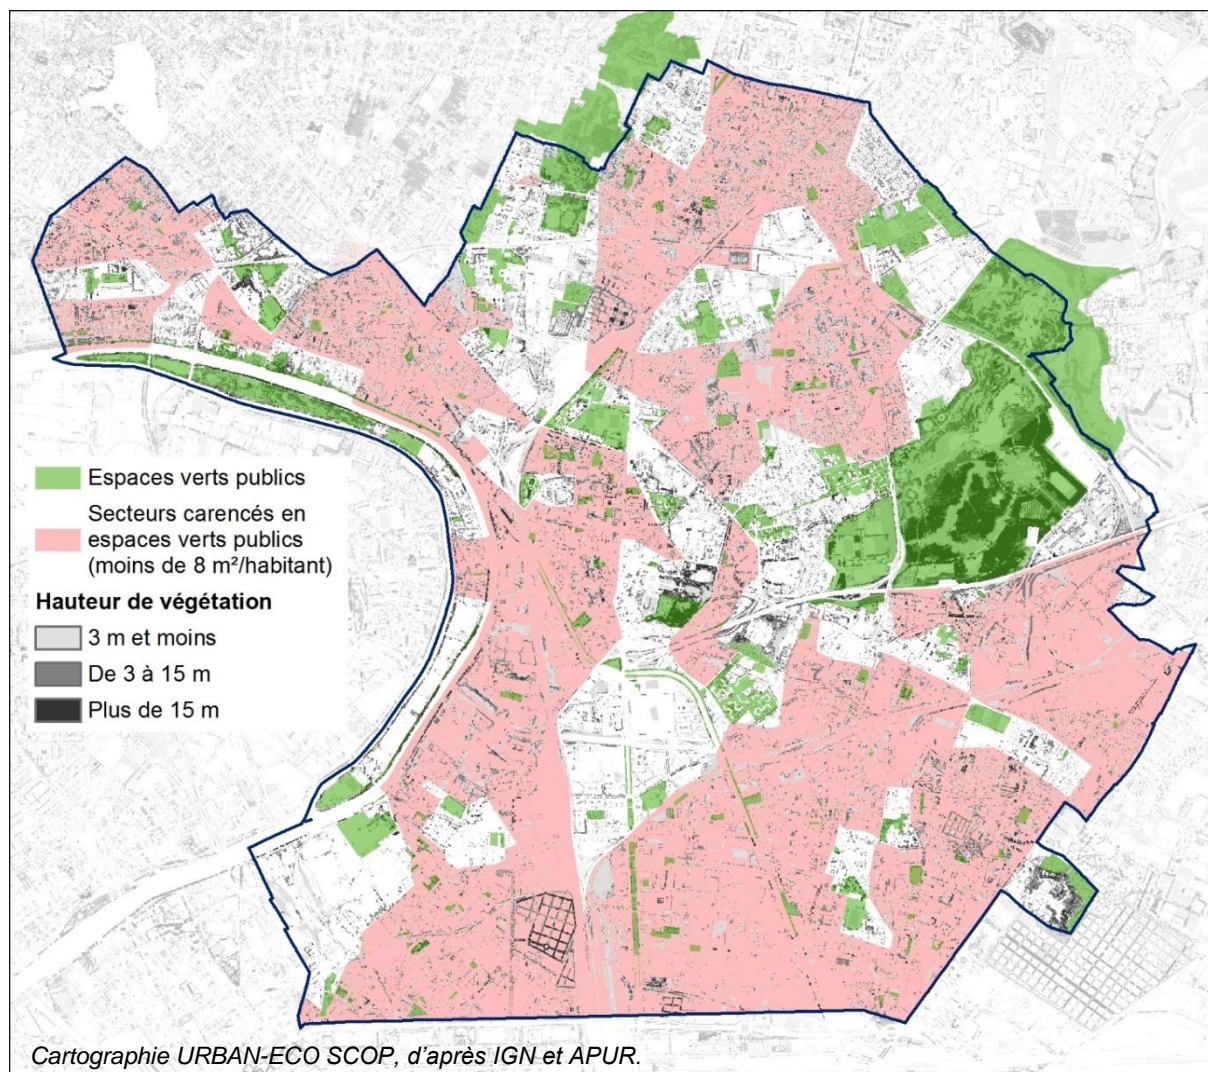 Espaces verts publics
Secteurs carencés en
espaces verts publics
(moins de 8 m²/habitant)
Hauteur de végétation
3 m et moins
De 3 à 15 m
Plus de 15 m
Cartographie URBAN-ECO SCOP, d’après IGN et APUR.